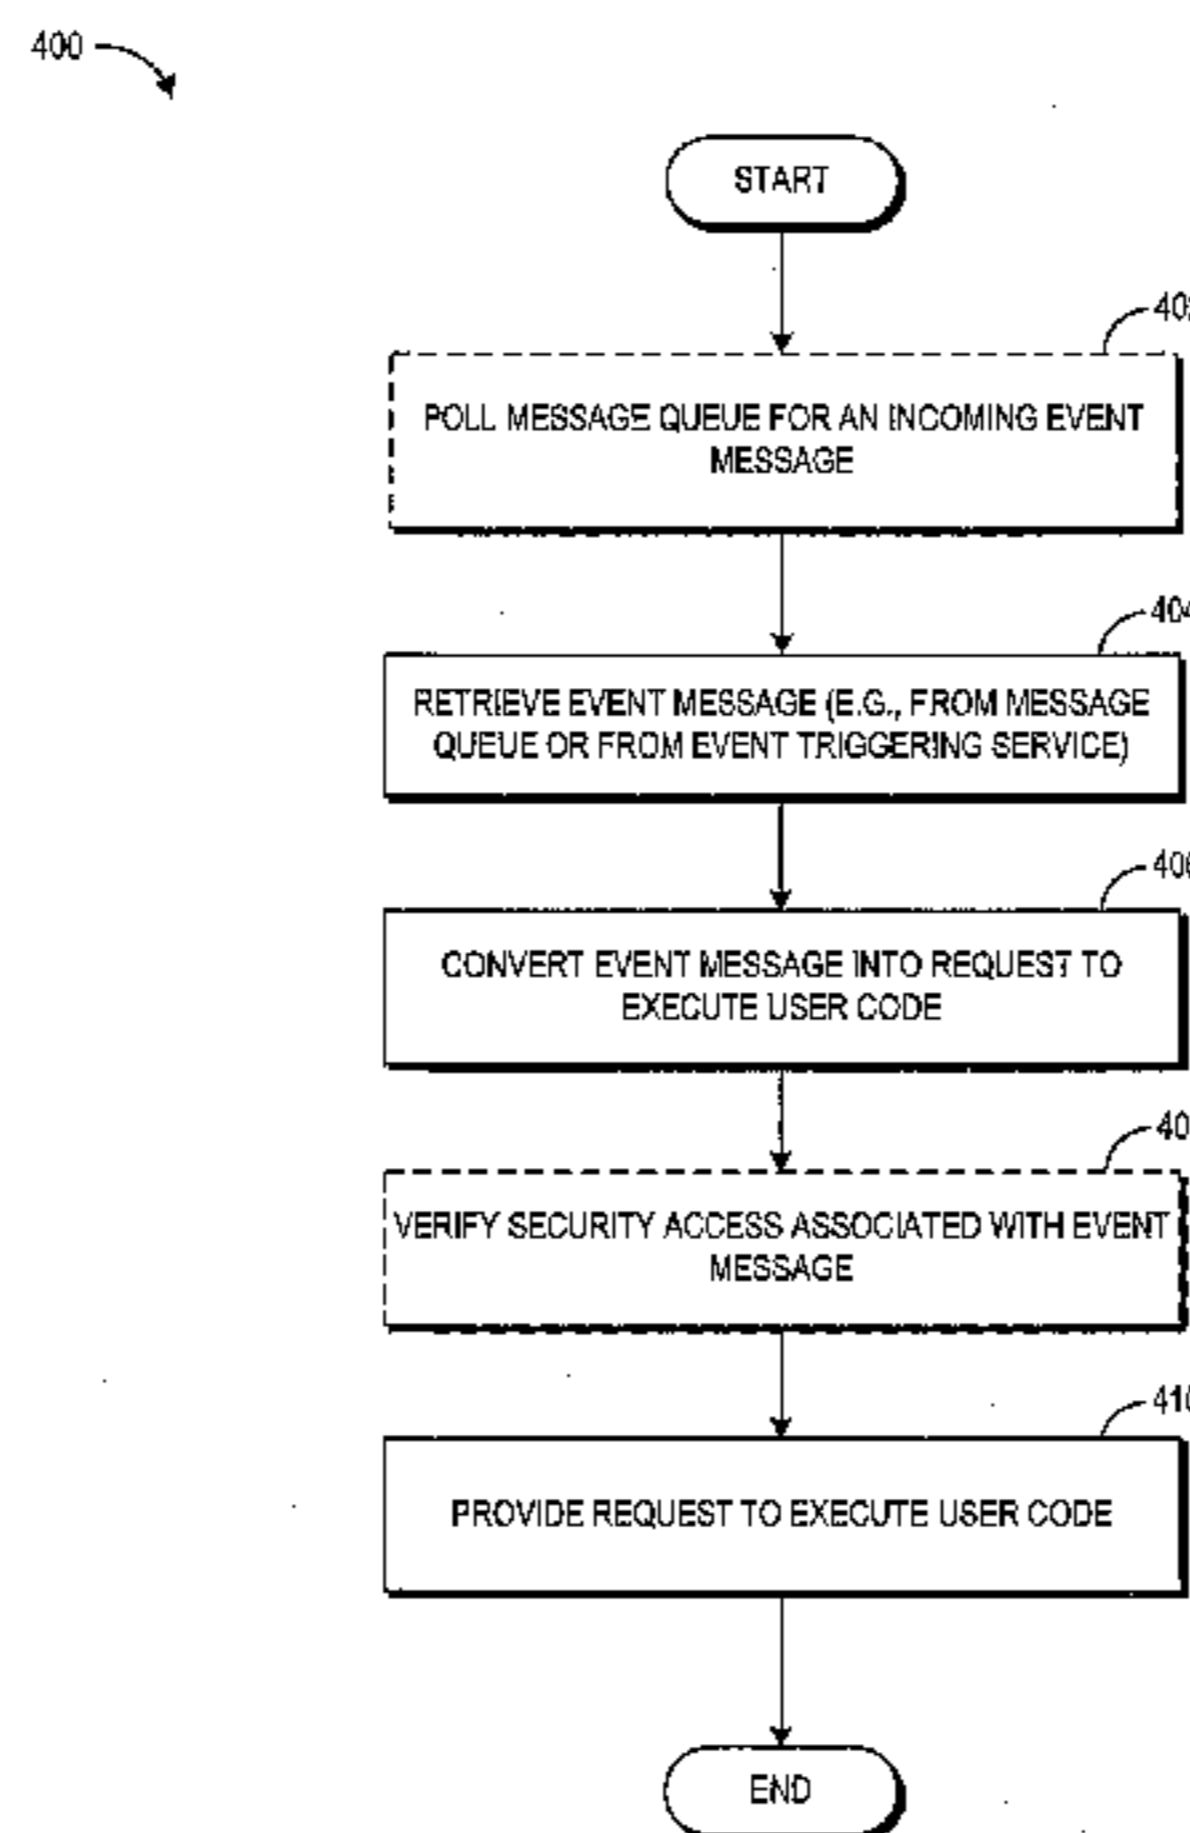 400
START
POLL MESSAGE QUEUE FOR AN INCOMING EVENT
MESSAGE
404
RETRIEVE EVENT MESSAGE (E.G., FROM MESSAGE
QUEUE OR FROM EVENT TRIGGERING SERVICE)
CONVERT EVENT MESSAGE INTO REQUEST TO
EXECUTE USER CODE
VERIFY SECURITY ACCESS ASSOCIATED WITH EVENT
MESSAGE
410
PROVIDE REQUEST TO EXECUTE USER CODE
END